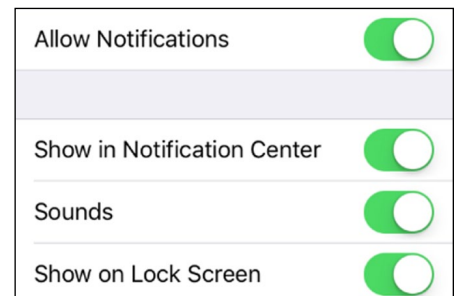 Allow Notifications
Show in Notification Center
Sounds
Show on Lock Screen